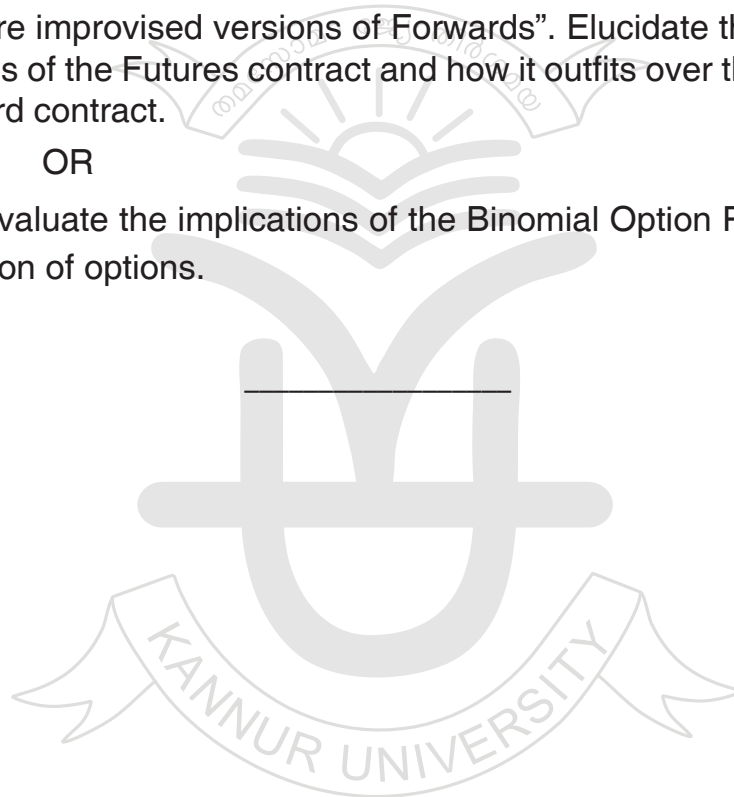 re improvised versions of Forwards”. Elucidate th
s of the Futures contract and how it outfits over th
rd contract.
OR
valuate the implications of the Binomial Option P
on of options.
KANNUR UNIVERSITY